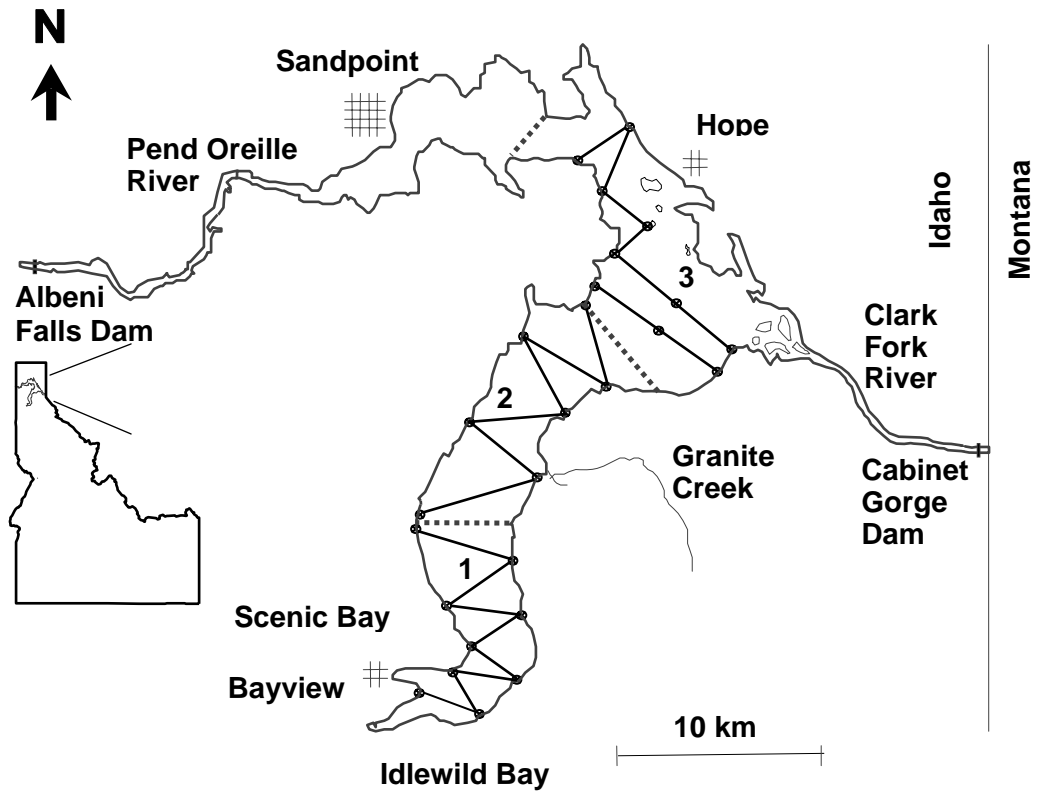 N
Sandpoint
Hope
Pend Oreille
River
Idaho
Montana
3
Albeni
Falls Dam
Clark
Fork
River
2
Granite
Creek
Cabinet
Gorge
Dam
1
Scenic Bay
Bayview
10 km
Idlewild Bay